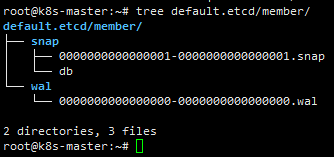 root@k8s-master:~# tree default.etcd/member/
default.etcd/member/
├── snap
│   ├── 0000000000000001-0000000000000001.snap
│   └── db
└── wal
    └── 0000000000000000-0000000000000000.wal

2 directories, 3 files
root@k8s-master:~#